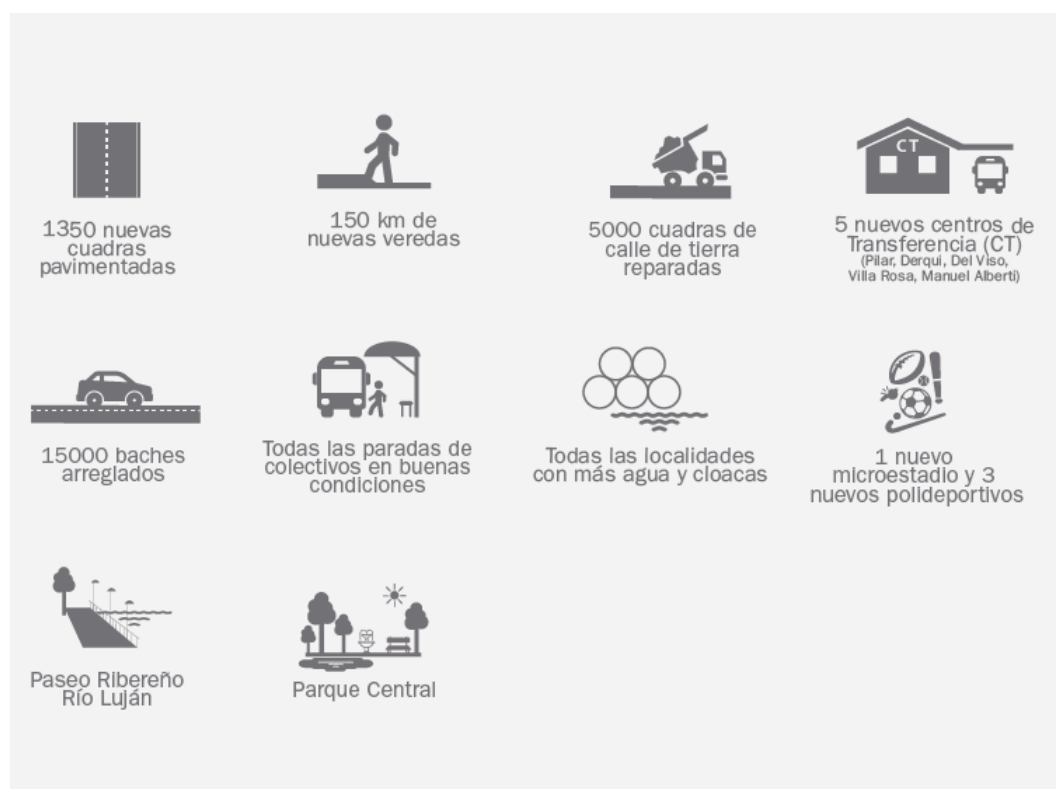 1350 nuevas
cuadras
pavimentadas
150 km de
nuevas veredas
5000 cuadras de
calle de tierra
reparadas
CT
5 nuevos centros de
Transferencia (CT)
(Pilar, Derqui, Del Viso,
Villa Rosa, Manuel Alberti)
15000 baches
arreglados
Todas las paradas de
colectivos en buenas
condiciones
Todas las localidades
con más agua y cloacas
1 nuevo
microestadio y 3
nuevos polideportivos
Paseo Ribereño
Río Luján
Parque Central